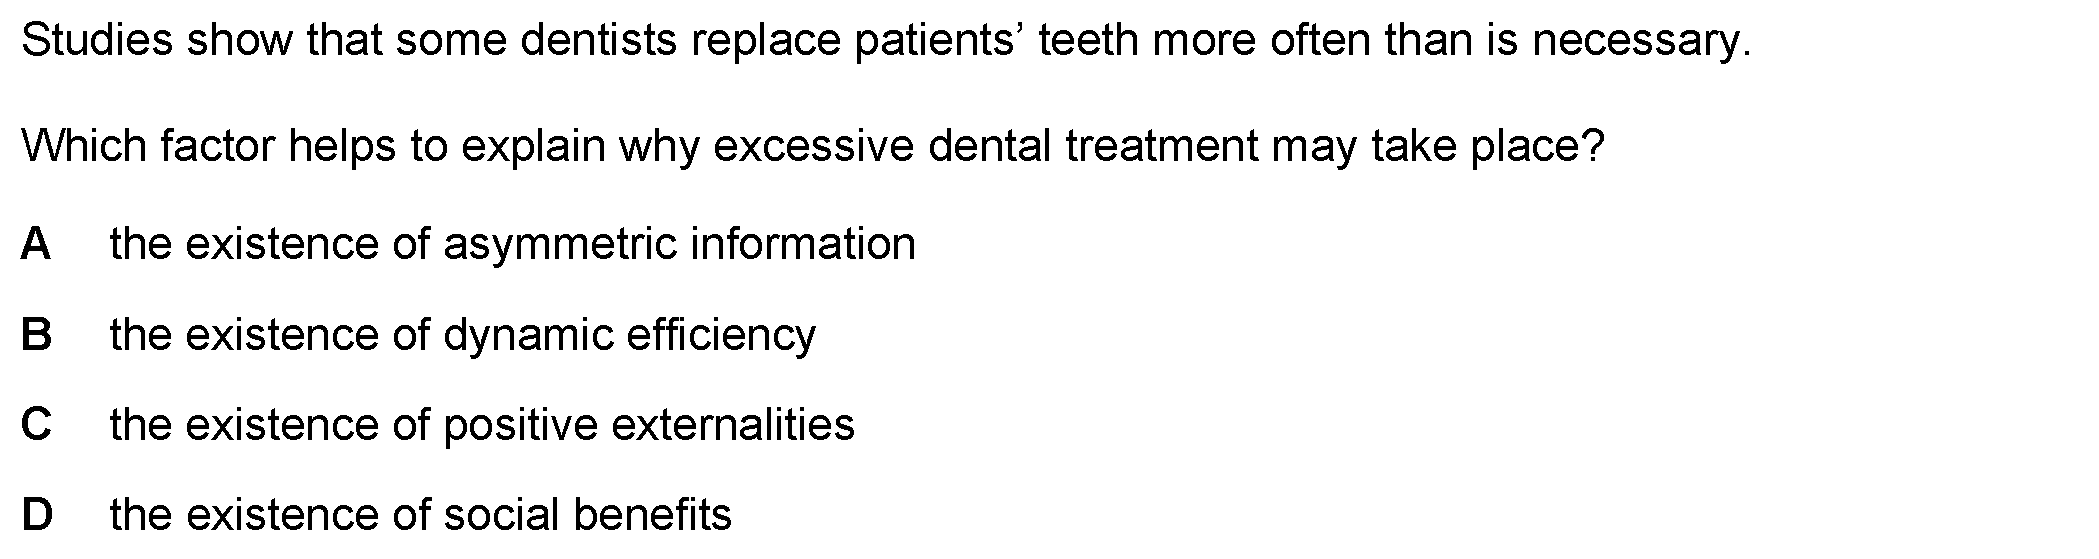 Studies show that some dentists replace patients’ teeth more often than is necessary.
Which factor helps to explain why excessive dental treatment may take place?
A the existence of asymmetric information
B the existence of dynamic efficiency
C the existence of positive externalities
D the existence of social benefits